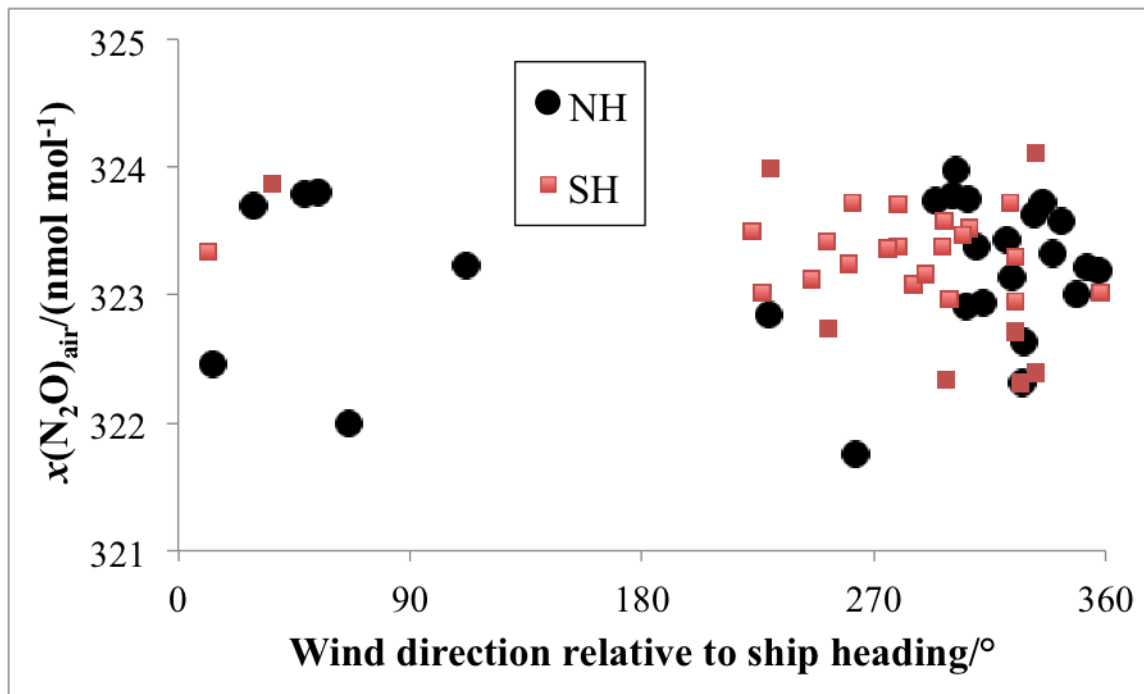 325
324
323
322
321
x(N₂O)air/(nmol mol⁻¹)
NH
SH
0 90 180 270 360
Wind direction relative to ship heading/°